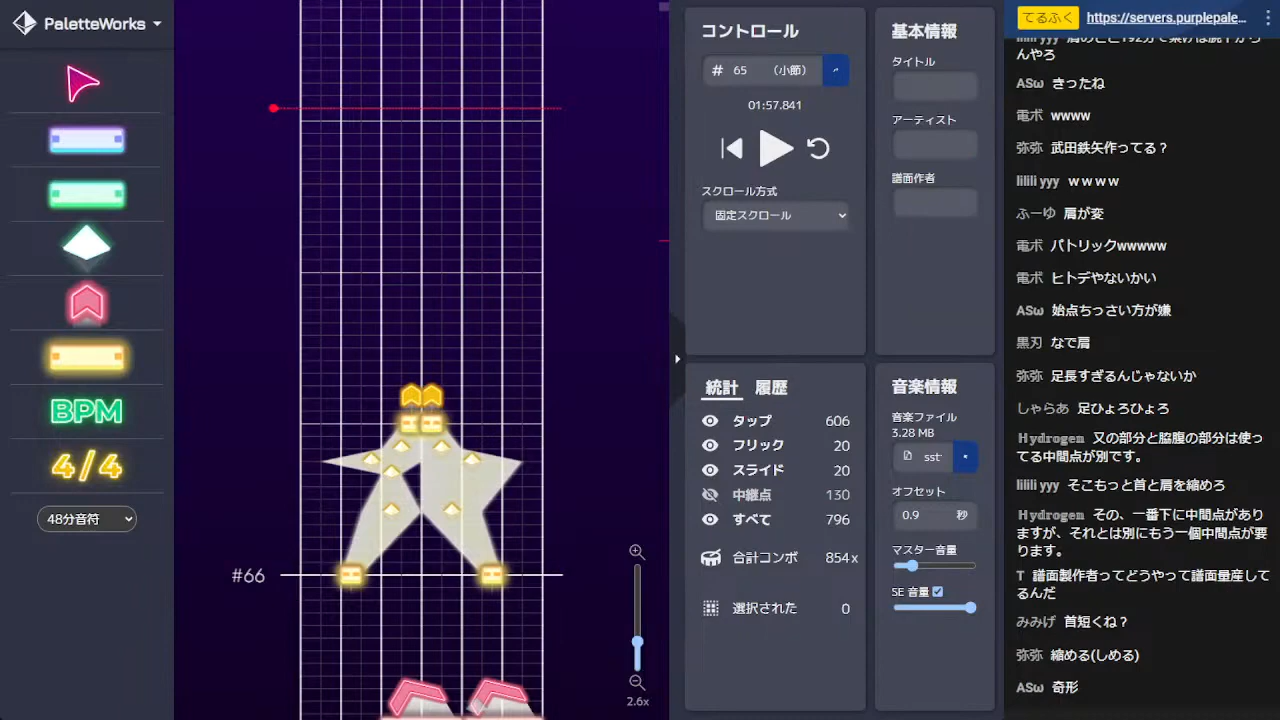 PaletteWorks
BPM
4/4
48分音符
#66
2.6x
コントロール
# 65 (小節)
01:57.841
スクロール方式
固定スクロール
基本情報
タイトル
アーティスト
譜面作者
統計 履歴
タップ 606
フリック 20
スライド 20
中継点 130
すべて 796
合計コンボ 854x
選択された 0
音楽情報
音楽ファイル
3.28 MB
sst
オフセット
0.9 秒
マスター音量
SE 音量
てるふく https://servers.purplepale...
んやろ
ASω きったね
電ボ wwww
弥弥 武田鉄矢作ってる？
lilili yyy ｗｗｗｗ
ふーゆ 肩が変
電ボ パトリックwwwww
電ボ ヒトデやないかい
ASω 始点ちっさい方が嫌
黒刃 なで肩
弥弥 足長すぎるんじゃないか
しゃらあ 足ひょろひょろ
Hydrogen 又の部分と脇腹の部分は使っ
てる中間点が別です。
lilili yyy そこもっと首と肩を縮めろ
Hydrogen その、一番下に中間点があり
ますが、それとは別にもう一個中間点が要
ります。
T 譜面製作者ってどうやって譜面量産して
るんだ
みみげ 首短くね？
弥弥 縮める(しめる)
ASω 奇形